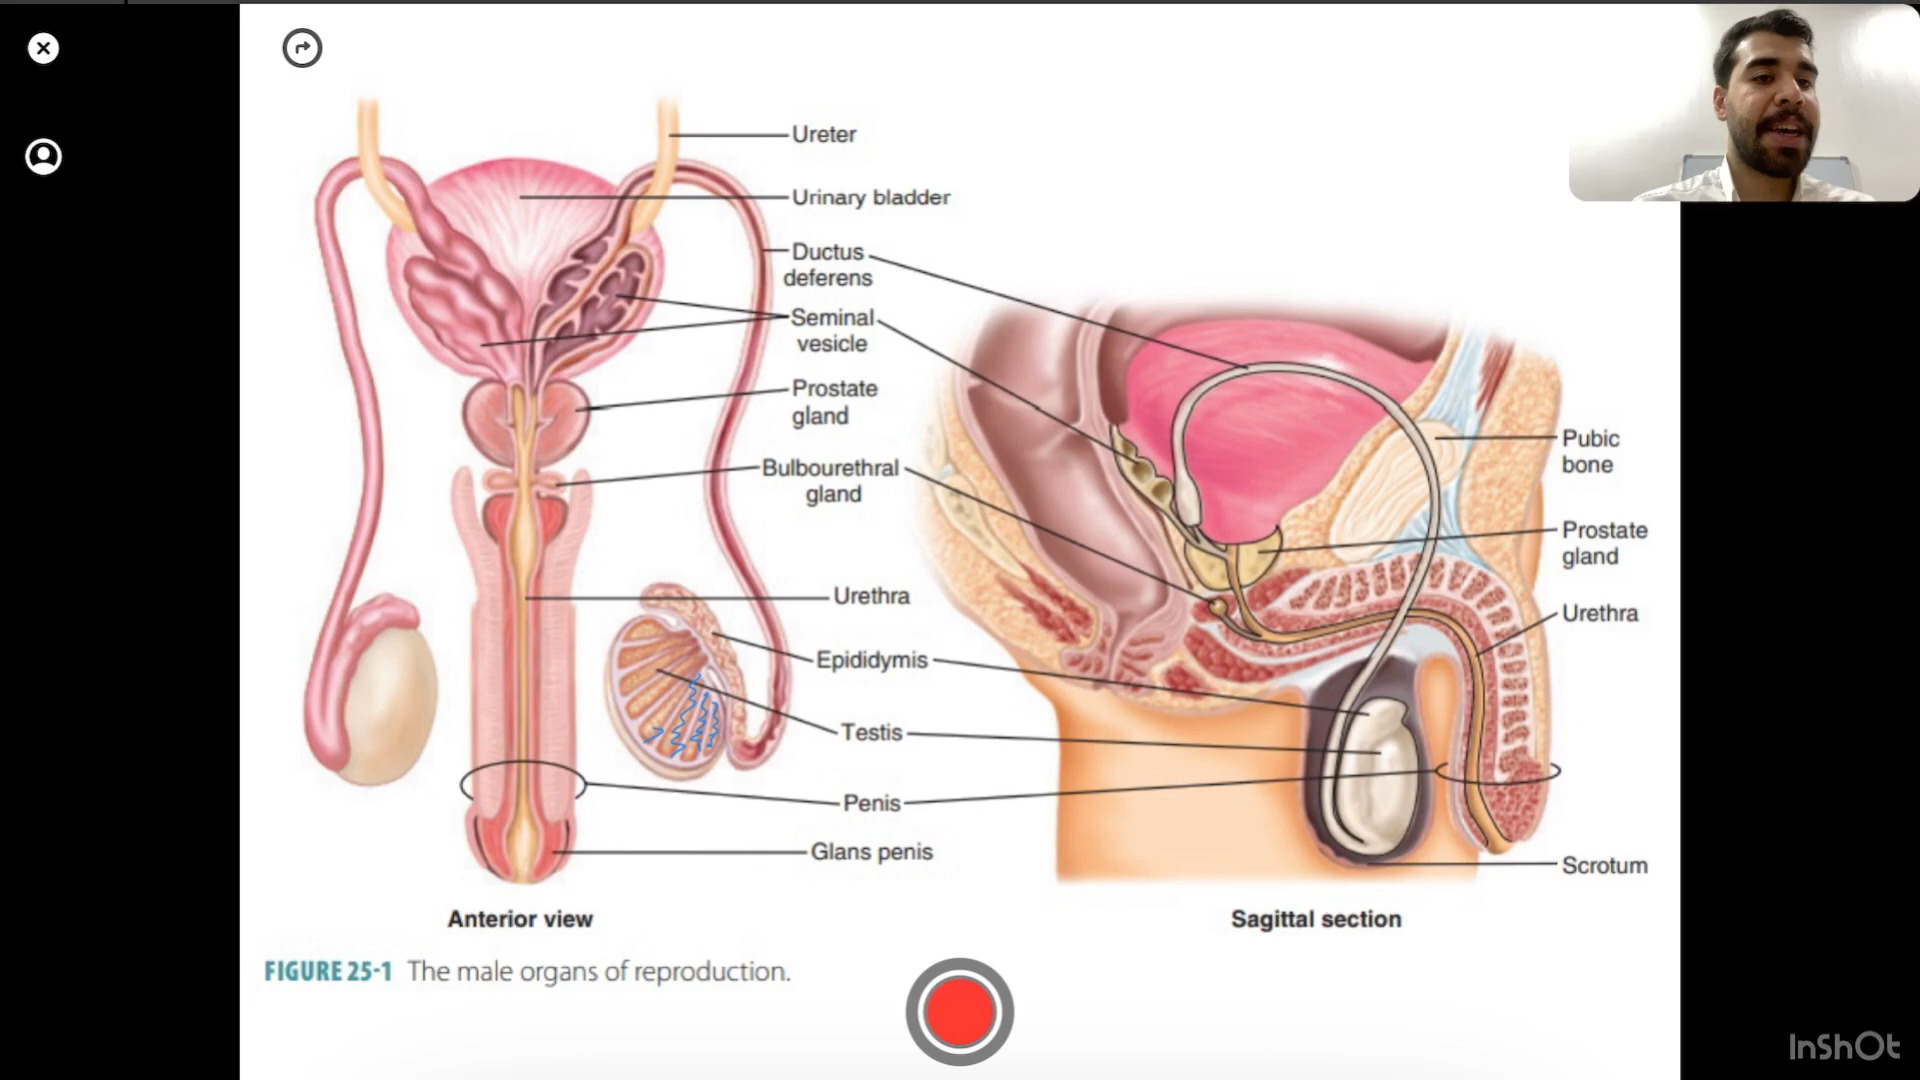 Ureter
Urinary bladder
Ductus
deferens
Seminal
vesicle
Prostate
gland
Bulbourethral
gland
Urethra
Epididymis
Testis
Penis
Glans penis
Pubic
bone
Prostate
gland
Urethra
Scrotum
Anterior view
Sagittal section
FIGURE 25-1 The male organs of reproduction.
InShOt